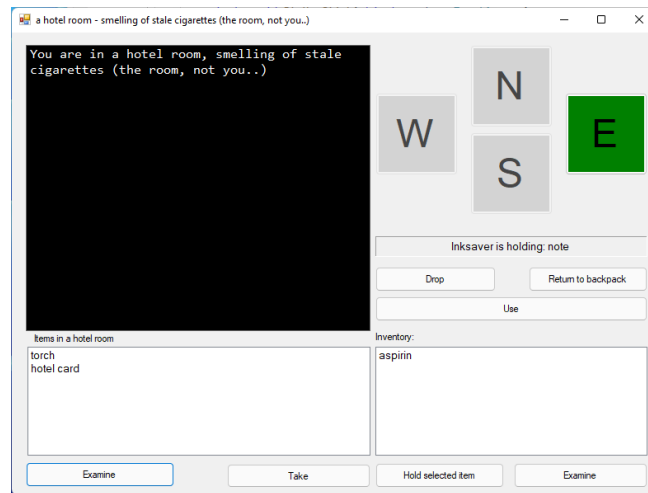 a hotel room - smelling of stale cigarettes (the room, not you..)
You are in a hotel room, smelling of stale
cigarettes (the room, not you..)
N
W
E
S
Inksaver is holding: note
Drop
Return to backpack
Use
Items in a hotel room
Inventory:
torch
hotel card
aspirin
Examine
Take
Hold selected item
Examine